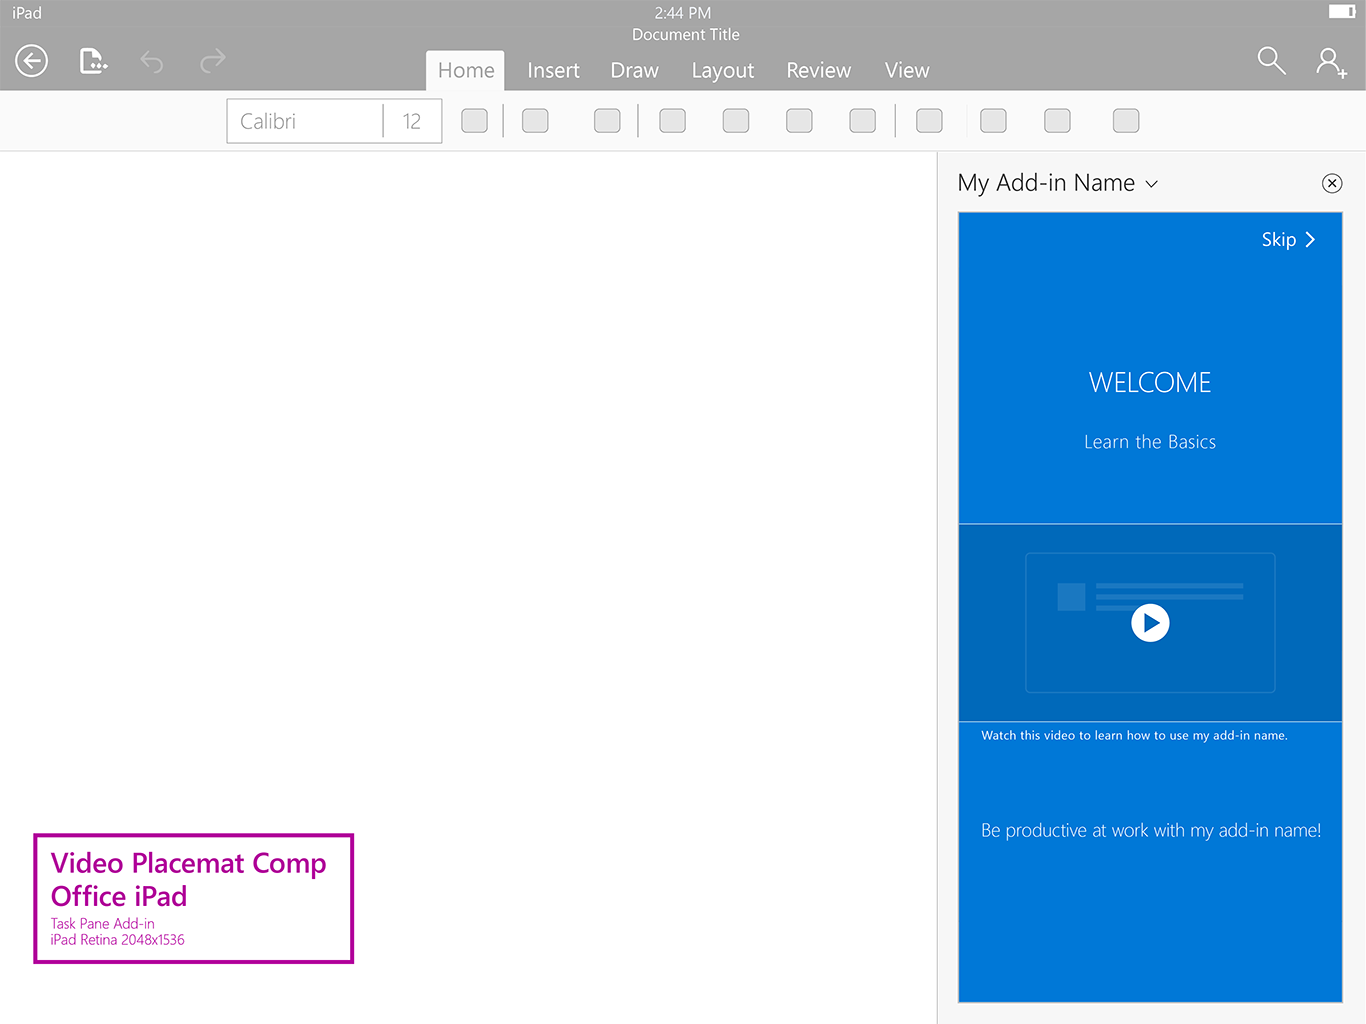 iPad
2:44 PM
Document Title
Home Insert Draw Layout Review View
Calibri 12
My Add-in Name
Skip
WELCOME
Learn the Basics
Watch this video to learn how to use my add-in name.
Be productive at work with my add-in name!
Video Placemat Comp
Office iPad
Task Pane Add-in
iPad Retina 2048x1536